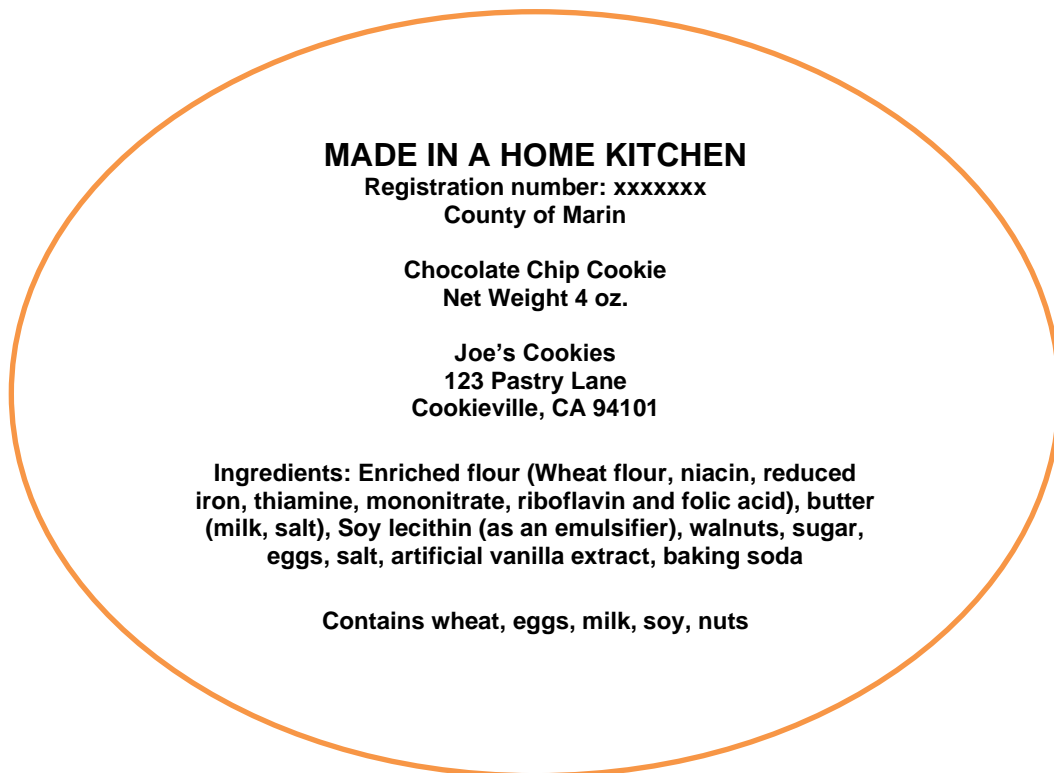 MADE IN A HOME KITCHEN
Registration number: xxxxxxx
County of Marin
Chocolate Chip Cookie
Net Weight 4 oz.
Joe’s Cookies
123 Pastry Lane
Cookieville, CA 94101
Ingredients: Enriched flour (Wheat flour, niacin, reduced
iron, thiamine, mononitrate, riboflavin and folic acid), butter
(milk, salt), Soy lecithin (as an emulsifier), walnuts, sugar,
eggs, salt, artificial vanilla extract, baking soda
Contains wheat, eggs, milk, soy, nuts